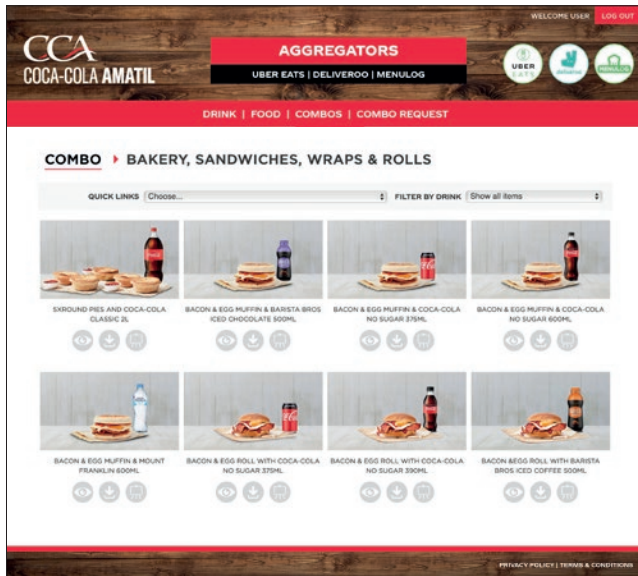 WELCOME USER LOG OUT
CCA
COCA-COLA AMATIL
AGGREGATORS
UBER EATS | DELIVEROO | MENULOG
UBER
EATS
deliveroo
MENULOG
DRINK | FOOD | COMBOS | COMBO REQUEST
COMBO BAKERY, SANDWICHES, WRAPS & ROLLS
QUICK LINKS Choose... FILTER BY DRINK Show all items
5XROUND PIES AND COCA-COLA
CLASSIC 2L
BACON & EGG MUFFIN & BARISTA BROS
ICED CHOCOLATE 500ML
BACON & EGG MUFFIN & COCA-COLA
NO SUGAR 375ML
BACON & EGG MUFFIN & COCA-COLA
NO SUGAR 600ML
BACON & EGG MUFFIN & MOUNT
FRANKLIN 600ML
BACON & EGG ROLL WITH COCA-COLA
NO SUGAR 375ML
BACON & EGG ROLL WITH COCA-COLA
NO SUGAR 390ML
BACON &EGG ROLL WITH BARISTA
BROS ICED COFFEE 500ML
PRIVACY POLICY | TERMS & CONDITIONS